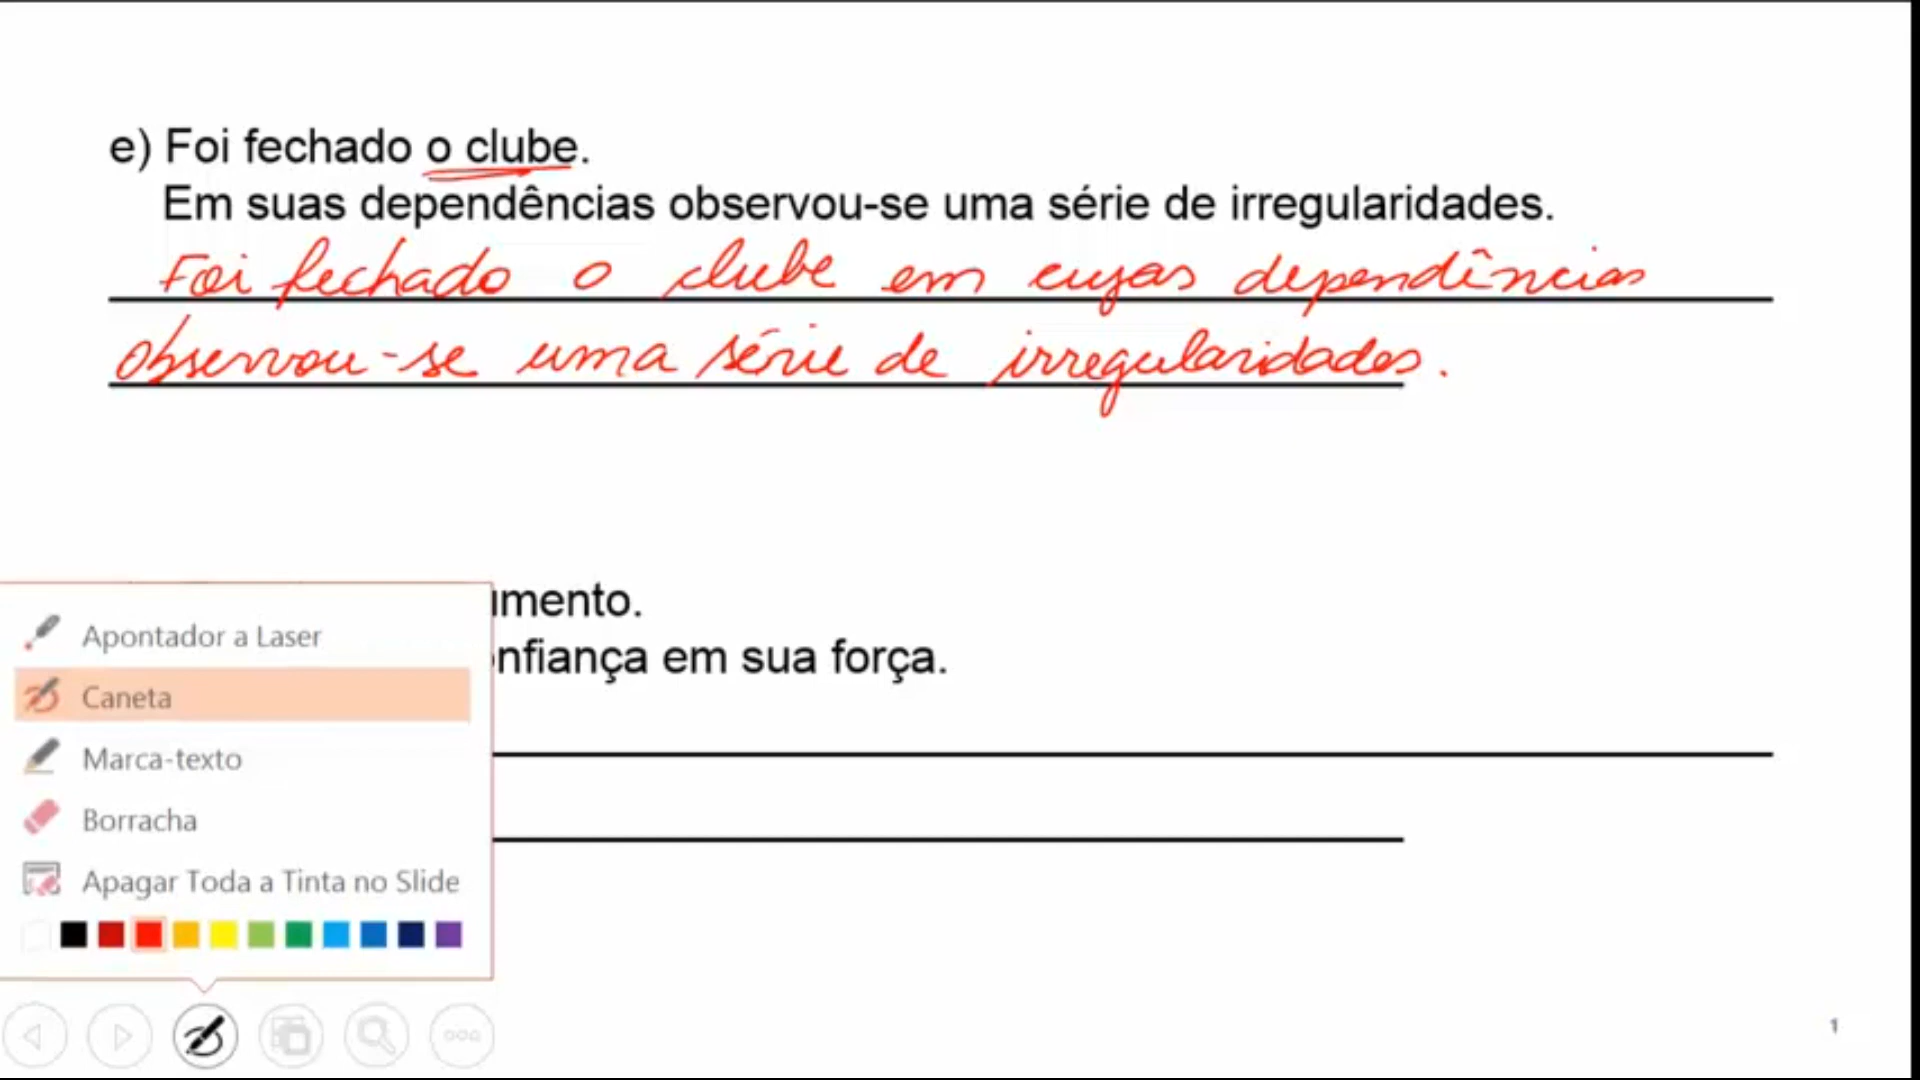 e) Foi fechado o clube.
Em suas dependências observou-se uma série de irregularidades.
Foi fechado o clube em cujas dependências
observou-se uma série de irregularidades.
umento.
onfiança em sua força.
Apontador a Laser
Caneta
Marca-texto
Borracha
Apagar Toda a Tinta no Slide
1